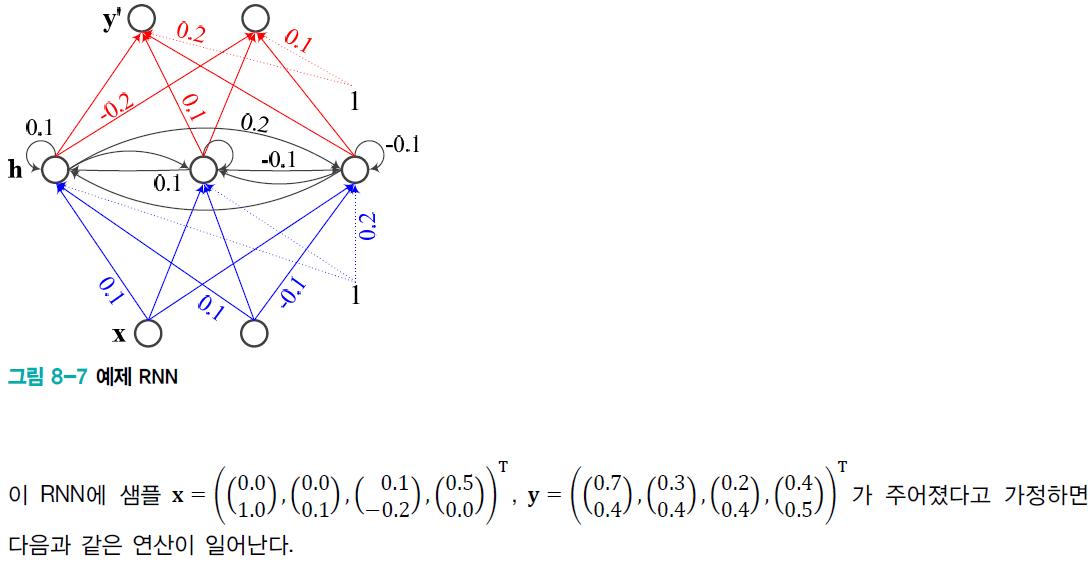 y'
0.2
0.1
1
-0.2
0.1
0.1
0.2
-0.1
-0.1
h
0.1
0.2
0.1
0.1
-0.1
1
x
그림 8-7 예제 RNN
이 RNN에 샘플 x = ((0.0 1.0), (0.0 0.1), (0.1 -0.2), (0.5 0.0))ᵀ, y = ((0.7 0.4), (0.3 0.4), (0.2 0.4), (0.4 0.5))ᵀ 가 주어졌다고 가정하면
다음과 같은 연산이 일어난다.